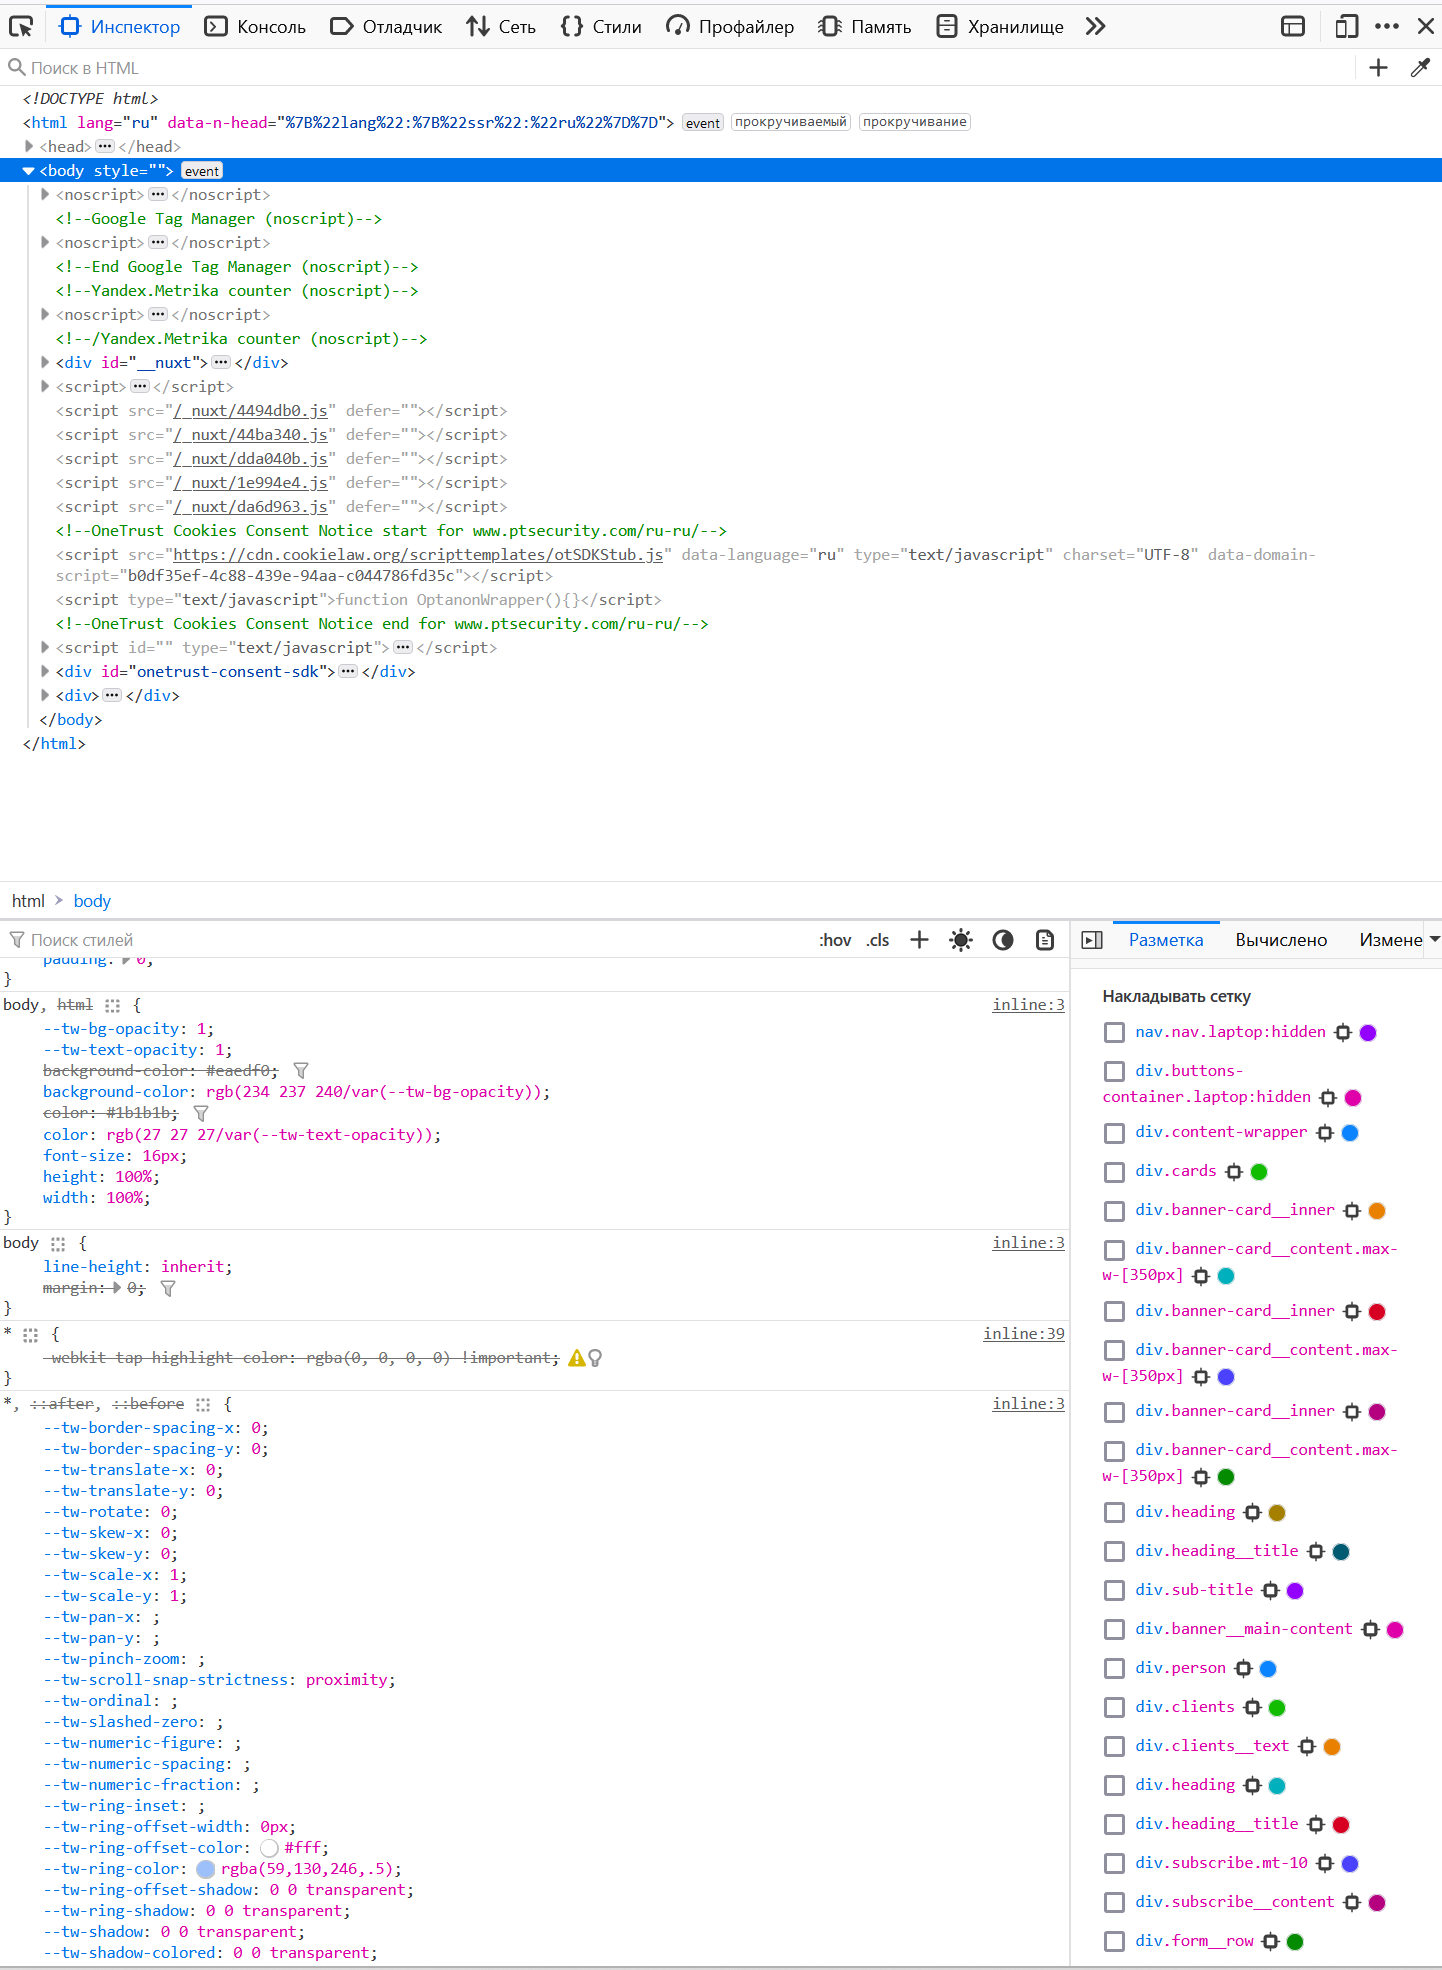 Инспектор Консоль Отладчик Сеть Стили Профайлер Память Хранилище
Поиск в HTML
<!DOCTYPE html>
<html lang="ru" data-n-head="%7B%22lang%22:%7B%22ssr%22:%22ru%22%7D%7D"> event прокручиваемый прокручивание
<head> ••• </head>
<body style=""> event
<noscript> ••• </noscript>
<!--Google Tag Manager (noscript)-->
<noscript> ••• </noscript>
<!--End Google Tag Manager (noscript)-->
<!--Yandex.Metrika counter (noscript)-->
<noscript> ••• </noscript>
<!--/Yandex.Metrika counter (noscript)-->
<div id="__nuxt"> ••• </div>
<script> ••• </script>
<script src="/_nuxt/4494db0.js" defer=""></script>
<script src="/_nuxt/44ba340.js" defer=""></script>
<script src="/_nuxt/dda040b.js" defer=""></script>
<script src="/_nuxt/1e994e4.js" defer=""></script>
<script src="/_nuxt/da6d963.js" defer=""></script>
<!--OneTrust Cookies Consent Notice start for www.ptsecurity.com/ru-ru/-->
<script src="https://cdn.cookielaw.org/scripttemplates/otSDKStub.js" data-language="ru" type="text/javascript" charset="UTF-8" data-domain-
script="b0df35ef-4c88-439e-94aa-c044786fd35c"></script>
<script type="text/javascript">function OptanonWrapper(){}</script>
<!--OneTrust Cookies Consent Notice end for www.ptsecurity.com/ru-ru/-->
<script id="" type="text/javascript"> ••• </script>
<div id="onetrust-consent-sdk"> ••• </div>
<div> ••• </div>
</body>
</html>
html > body
Поиск стилей :hov .cls
padding: 0;
}
body, html { inline:3
--tw-bg-opacity: 1;
--tw-text-opacity: 1;
background-color: #eaedf0;
background-color: rgb(234 237 240/var(--tw-bg-opacity));
color: #1b1b1b;
color: rgb(27 27 27/var(--tw-text-opacity));
font-size: 16px;
height: 100%;
width: 100%;
}
body { inline:3
line-height: inherit;
margin: 0;
}
* { inline:39
-webkit-tap-highlight-color: rgba(0, 0, 0, 0) !important;
}
*, ::after, ::before { inline:3
--tw-border-spacing-x: 0;
--tw-border-spacing-y: 0;
--tw-translate-x: 0;
--tw-translate-y: 0;
--tw-rotate: 0;
--tw-skew-x: 0;
--tw-skew-y: 0;
--tw-scale-x: 1;
--tw-scale-y: 1;
--tw-pan-x: ;
--tw-pan-y: ;
--tw-pinch-zoom: ;
--tw-scroll-snap-strictness: proximity;
--tw-ordinal: ;
--tw-slashed-zero: ;
--tw-numeric-figure: ;
--tw-numeric-spacing: ;
--tw-numeric-fraction: ;
--tw-ring-inset: ;
--tw-ring-offset-width: 0px;
--tw-ring-offset-color: #fff;
--tw-ring-color: rgba(59,130,246,.5);
--tw-ring-offset-shadow: 0 0 transparent;
--tw-ring-shadow: 0 0 transparent;
--tw-shadow: 0 0 transparent;
--tw-shadow-colored: 0 0 transparent;
Разметка Вычислено Измене
Накладывать сетку
nav.nav.laptop:hidden
div.buttons-
container.laptop:hidden
div.content-wrapper
div.cards
div.banner-card__inner
div.banner-card__content.max-
w-[350px]
div.banner-card__inner
div.banner-card__content.max-
w-[350px]
div.banner-card__inner
div.banner-card__content.max-
w-[350px]
div.heading
div.heading__title
div.sub-title
div.banner__main-content
div.person
div.clients
div.clients__text
div.heading
div.heading__title
div.subscribe.mt-10
div.subscribe__content
div.form__row